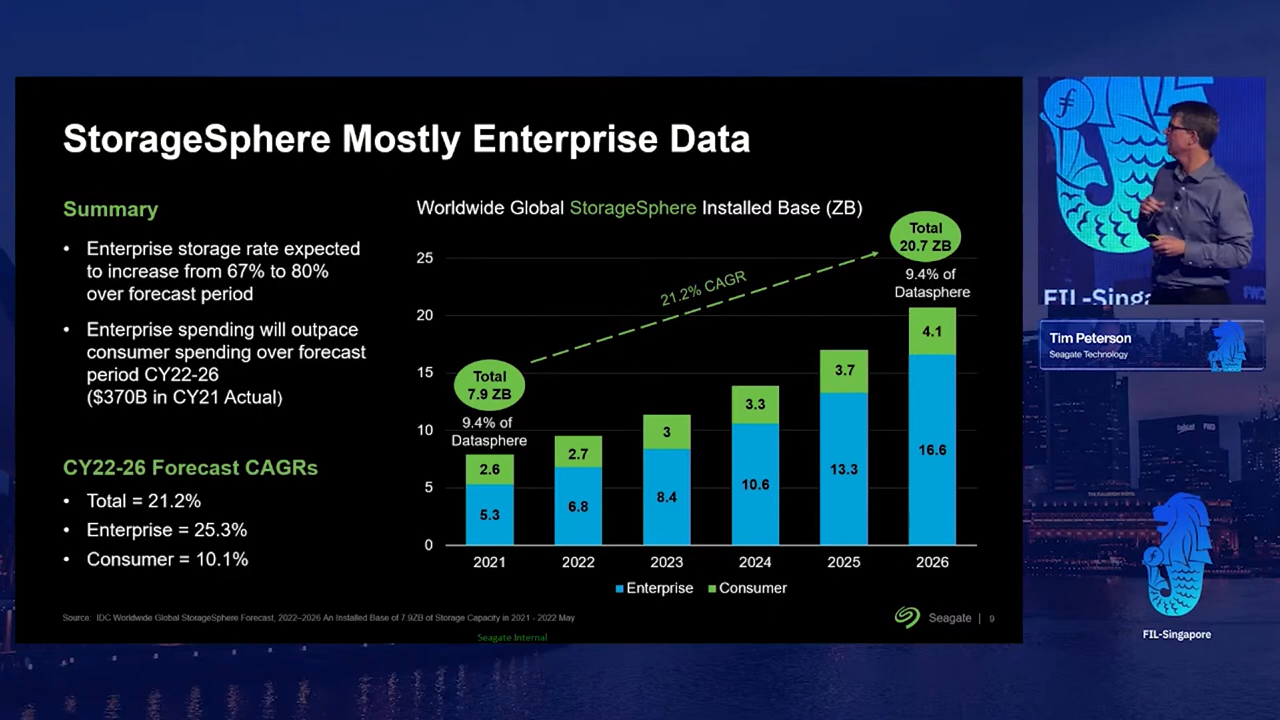 StorageSphere Mostly Enterprise Data
Summary
• Enterprise storage rate expected
to increase from 67% to 80%
over forecast period
• Enterprise spending will outpace
consumer spending over forecast
period CY22-26
($370B in CY21 Actual)
CY22-26 Forecast CAGRs
• Total = 21.2%
• Enterprise = 25.3%
• Consumer = 10.1%
Worldwide Global StorageSphere Installed Base (ZB)
25
20
15
10
5
0
21.2% CAGR
Total
7.9 ZB
9.4% of
Datasphere
Total
20.7 ZB
9.4% of
Datasphere
2.6
2.7
3
3.3
3.7
4.1
5.3
6.8
8.4
10.6
13.3
16.6
2021 2022 2023 2024 2025 2026
Enterprise Consumer
Source: IDC Worldwide Global StorageSphere Forecast, 2022–2026 An Installed Base of 7.9ZB of Storage Capacity in 2021 - 2022 May
Seagate | 9
Seagate Internal
FIL-Singa
Tim Peterson
Seagate Technology
FIL-Singapore